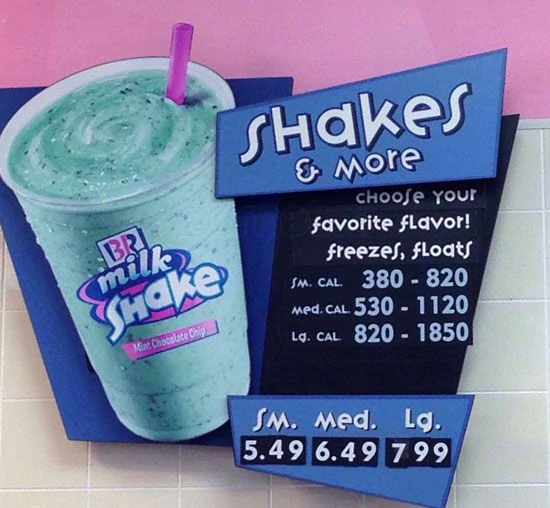 Shakes
& More
choose your
favorite flavor!
freezes, floats
Sm. CAL. 380 - 820
Med. CAL. 530 - 1120
Lg. CAL. 820 - 1850
Sm. Med. Lg.
5.49 6.49 7 99
BR
milk
Shake
Mint Chocolate Chip